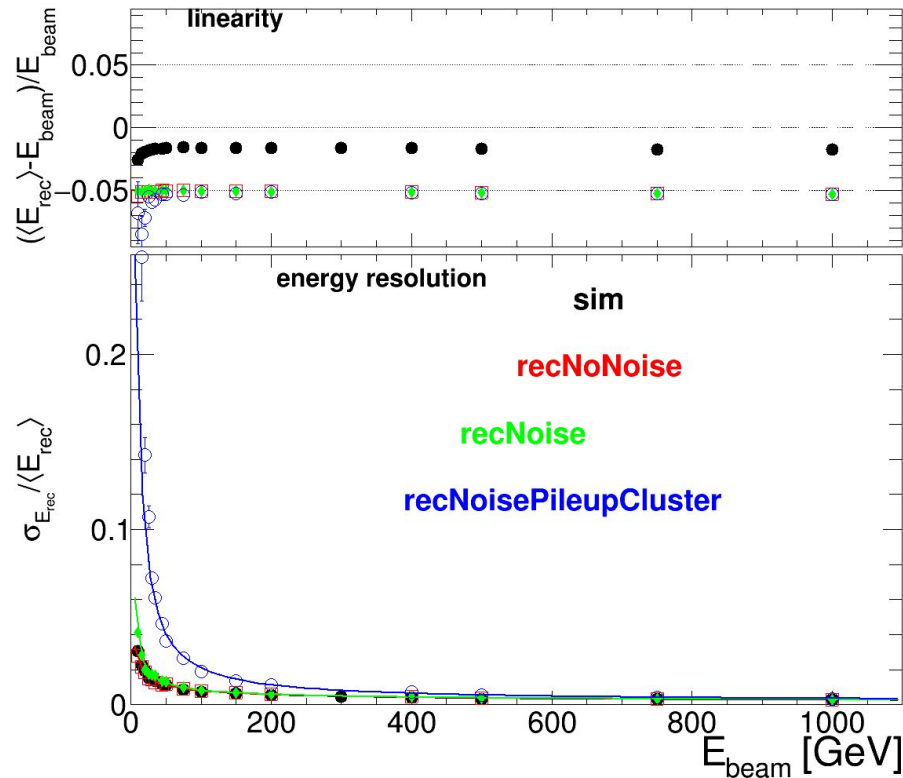 linearity
(⟨E_rec⟩-E_beam)/E_beam
0.05
0
−0.05
energy resolution
sim
recNoNoise
recNoise
recNoisePileupCluster
σ_E_rec/⟨E_rec⟩
0.2
0.1
0
0 200 400 600 800 1000
E_beam [GeV]